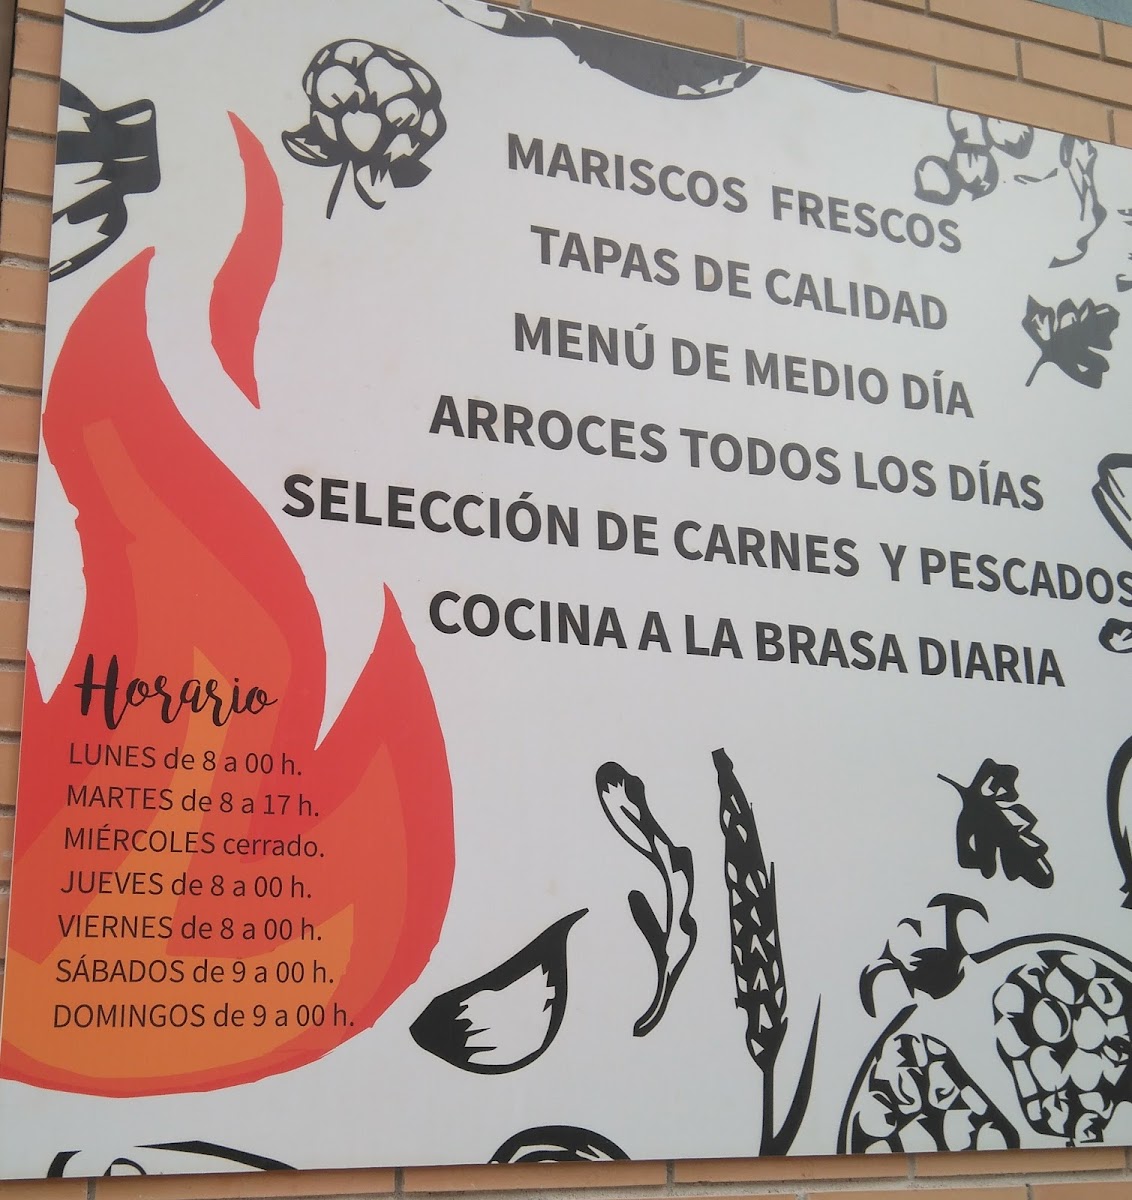 MARISCOS FRESCOS
TAPAS DE CALIDAD
MENÚ DE MEDIO DÍA
ARROCES TODOS LOS DÍAS
SELECCIÓN DE CARNES Y PESCADOS
COCINA A LA BRASA DIARIA
Horario
LUNES de 8 a 00 h.
MARTES de 8 a 17 h.
MIÉRCOLES cerrado.
JUEVES de 8 a 00 h.
VIERNES de 8 a 00 h.
SÁBADOS de 9 a 00 h.
DOMINGOS de 9 a 00 h.